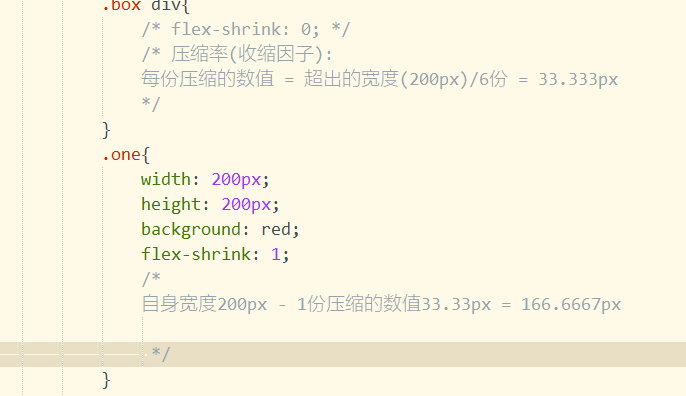 .box div{
/* flex-shrink: 0; */
/* 压缩率(收缩因子):
每份压缩的数值 = 超出的宽度(200px)/6份 = 33.333px
*/
}
.one{
width: 200px;
height: 200px;
background: red;
flex-shrink: 1;
/*
自身宽度200px - 1份压缩的数值33.33px = 166.6667px
*/
}